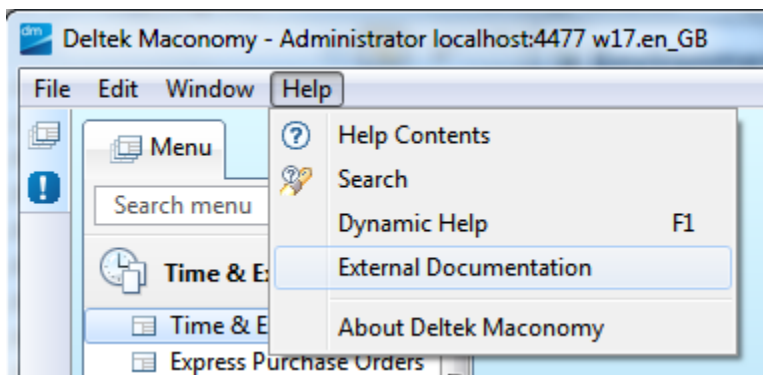 dm Deltek Maconomy - Administrator localhost:4477 w17.en_GB
File Edit Window Help
Menu
Help Contents
Search menu
Search
Dynamic Help F1
Time & E
External Documentation
Time & E
About Deltek Maconomy
Express Purchase Orders